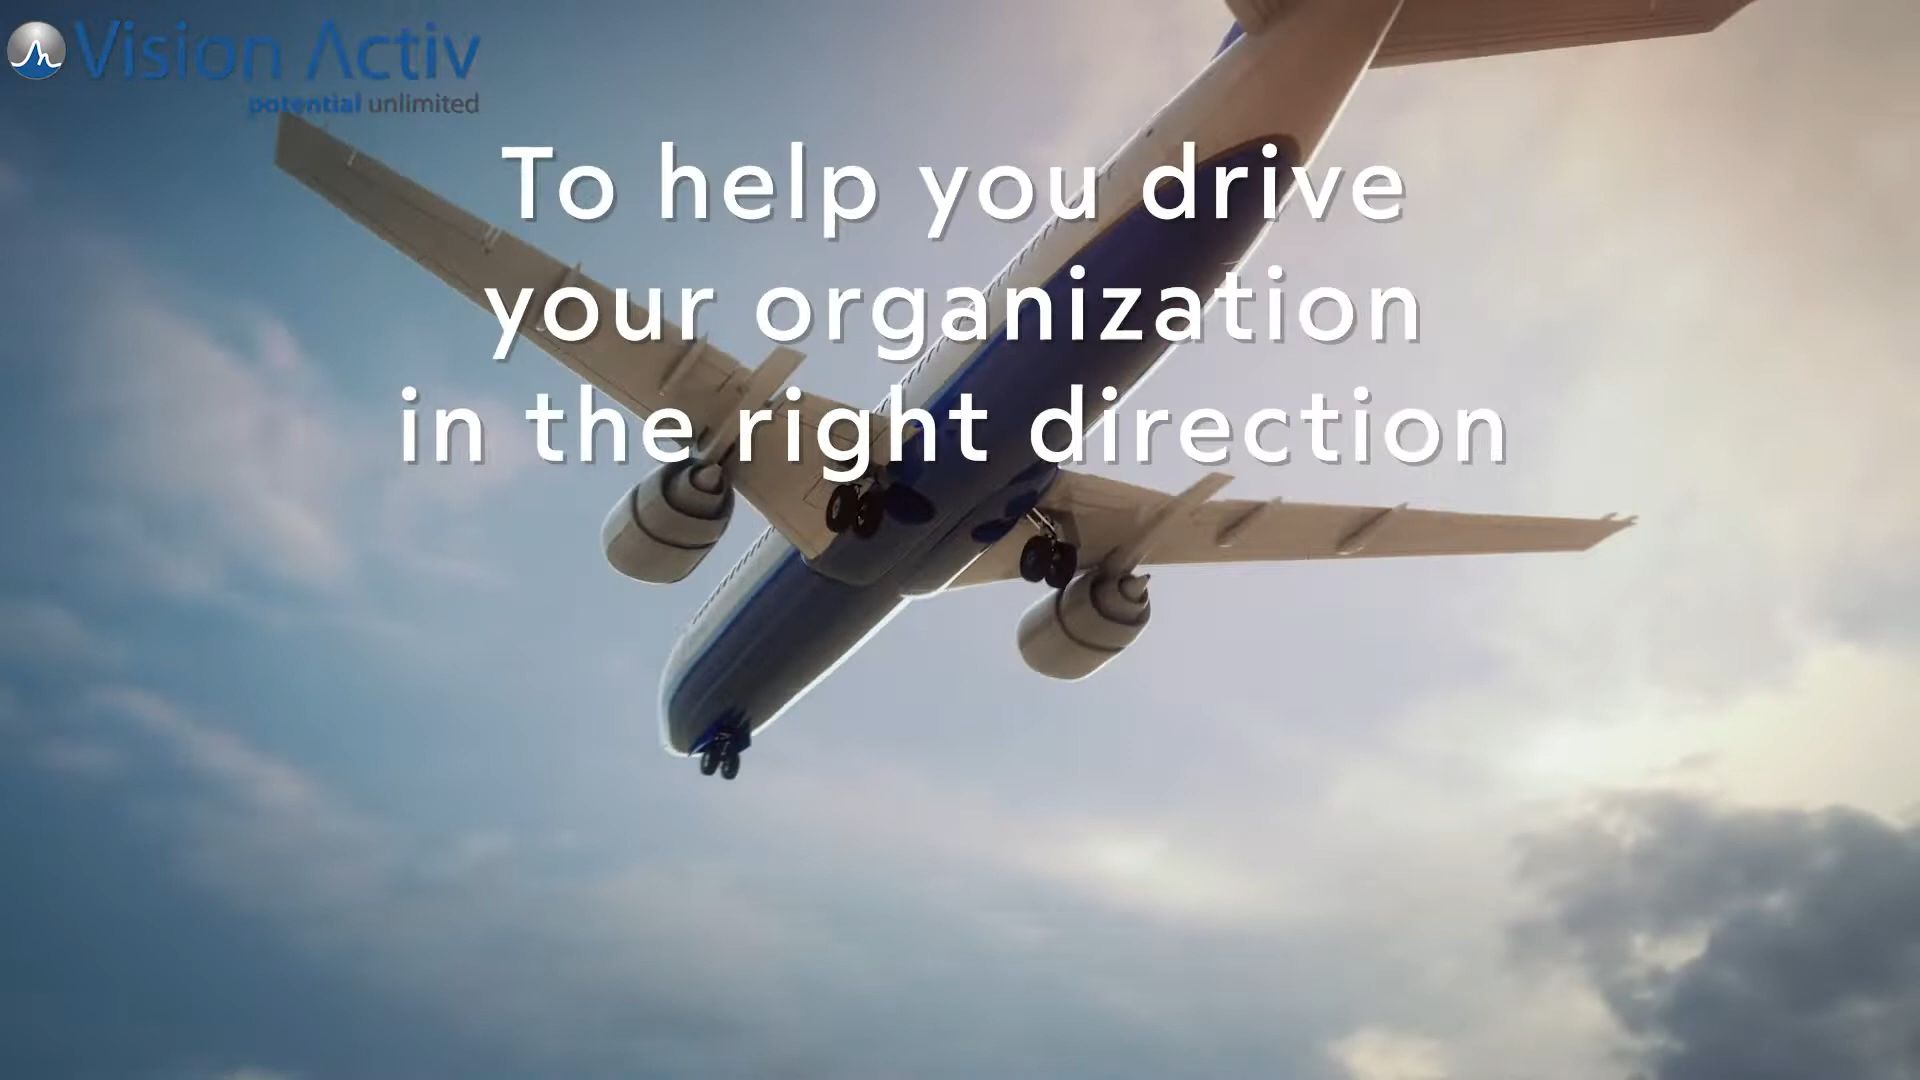 Vision Activ
potential unlimited
To help you drive
your organization
in the right direction